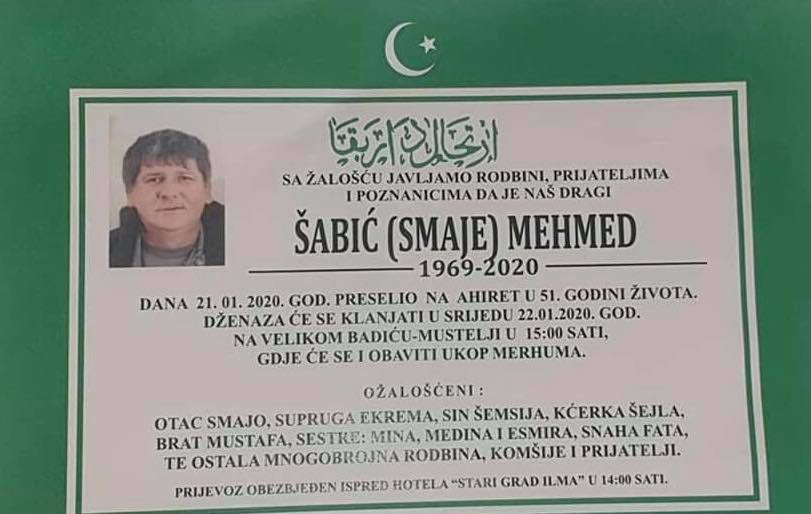 ارتحال دار بقا
SA ŽALOŠĆU JAVLJAMO RODBINI, PRIJATELJIMA
I POZNANICIMA DA JE NAŠ DRAGI
ŠABIĆ (SMAJE) MEHMED
1969-2020
DANA 21. 01. 2020. GOD. PRESELIO NA AHIRET U 51. GODINI ŽIVOTA.
DŽENAZA ĆE SE KLANJATI U SRIJEDU 22.01.2020. GOD.
NA VELIKOM BADIĆU-MUSTELJI U 15:00 SATI,
GDJE ĆE SE I OBAVITI UKOP MERHUMA.
OŽALOŠĆENI :
OTAC SMAJO, SUPRUGA EKREMA, SIN ŠEMSIJA, KĆERKA ŠEJLA,
BRAT MUSTAFA, SESTRE: MINA, MEDINA I ESMIRA, SNAHA FATA,
TE OSTALA MNOGOBROJNA RODBINA, KOMŠIJE I PRIJATELJI.
PRIJEVOZ OBEZBJEĐEN ISPRED HOTELA “STARI GRAD ILMA” U 14:00 SATI.